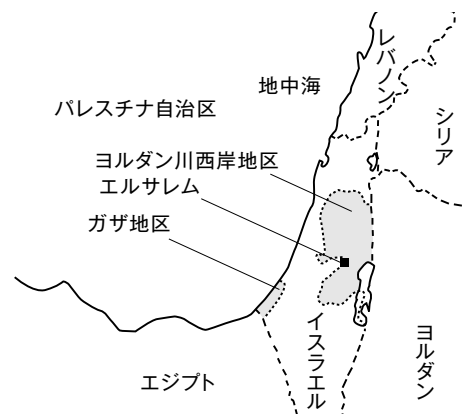 地中海
レバノン
シリア
パレスチナ自治区
ヨルダン川西岸地区
エルサレム
ガザ地区
イスラエル
ヨルダン
エジプト